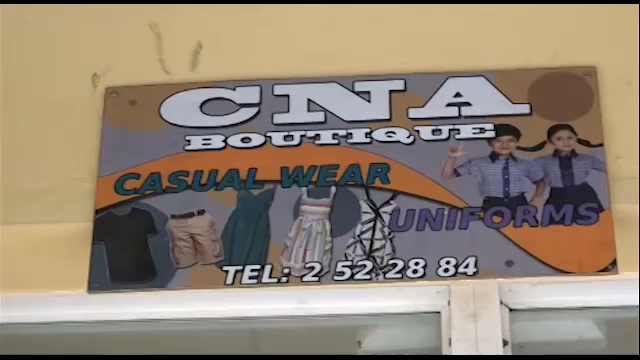 CNA
BOUTIQUE
CASUAL WEAR
UNIFORMS
TEL: 2 52 28 84